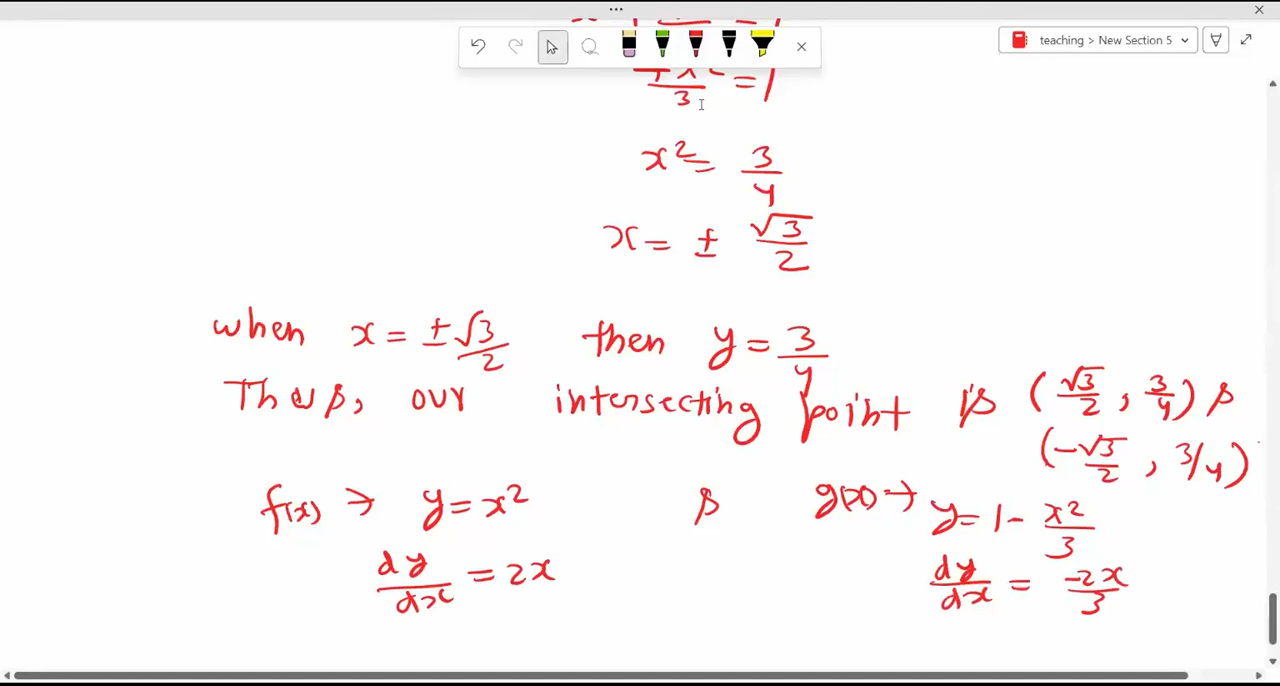 teaching > New Section 5
3 = 1
x² = 3/4
x = ± √3/2
when x = ± √3/2 then y = 3/4
Thus, our intersecting point is (√3/2, 3/4) &
(-√3/2, 3/4)
f(x) → y = x² & g(x) → y = 1 - x²/3
dy/dx = 2x dy/dx = -2x/3